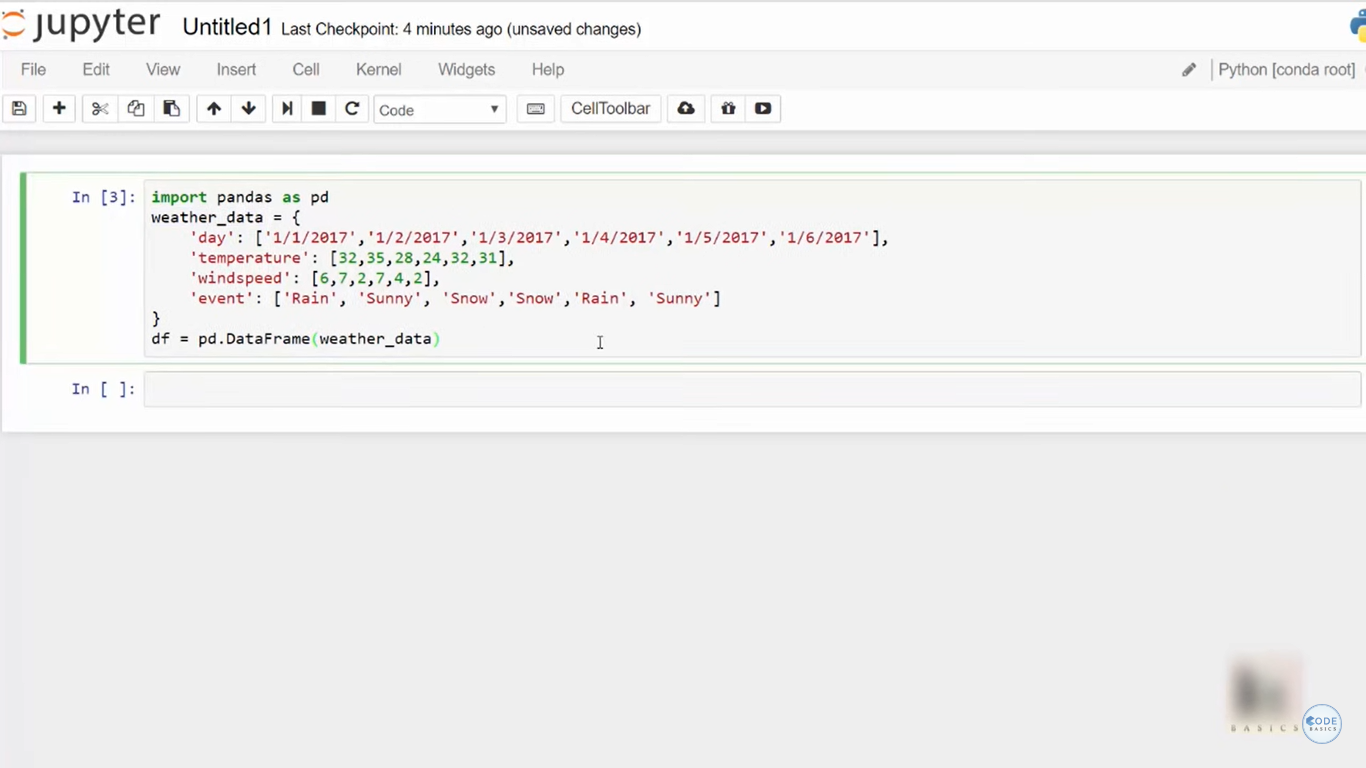 jupyter Untitled1 Last Checkpoint: 4 minutes ago (unsaved changes)
File Edit View Insert Cell Kernel Widgets Help Python [conda root]
Code CellToolbar
In [3]: import pandas as pd
weather_data = {
'day': ['1/1/2017','1/2/2017','1/3/2017','1/4/2017','1/5/2017','1/6/2017'],
'temperature': [32,35,28,24,32,31],
'windspeed': [6,7,2,7,4,2],
'event': ['Rain', 'Sunny', 'Snow','Snow','Rain', 'Sunny']
}
df = pd.DataFrame(weather_data)
In [ ]:
BASICS
CODE
BASICS